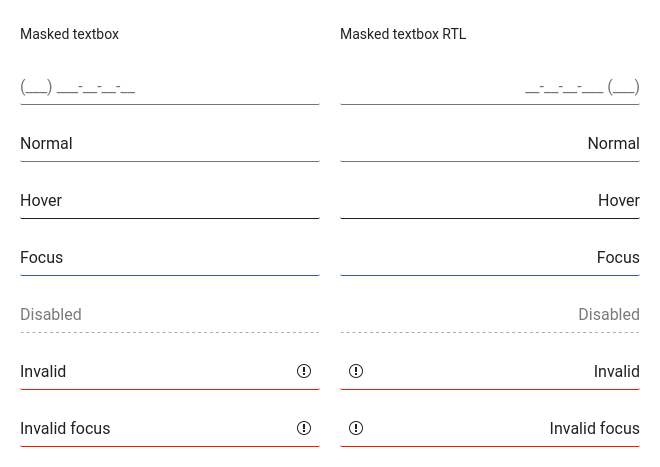 Masked textbox
(___) ___-__-__-__
Normal
Hover
Focus
Disabled
Invalid
Invalid focus
Masked textbox RTL
__-__-__-___ (___)
Normal
Hover
Focus
Disabled
Invalid
Invalid focus